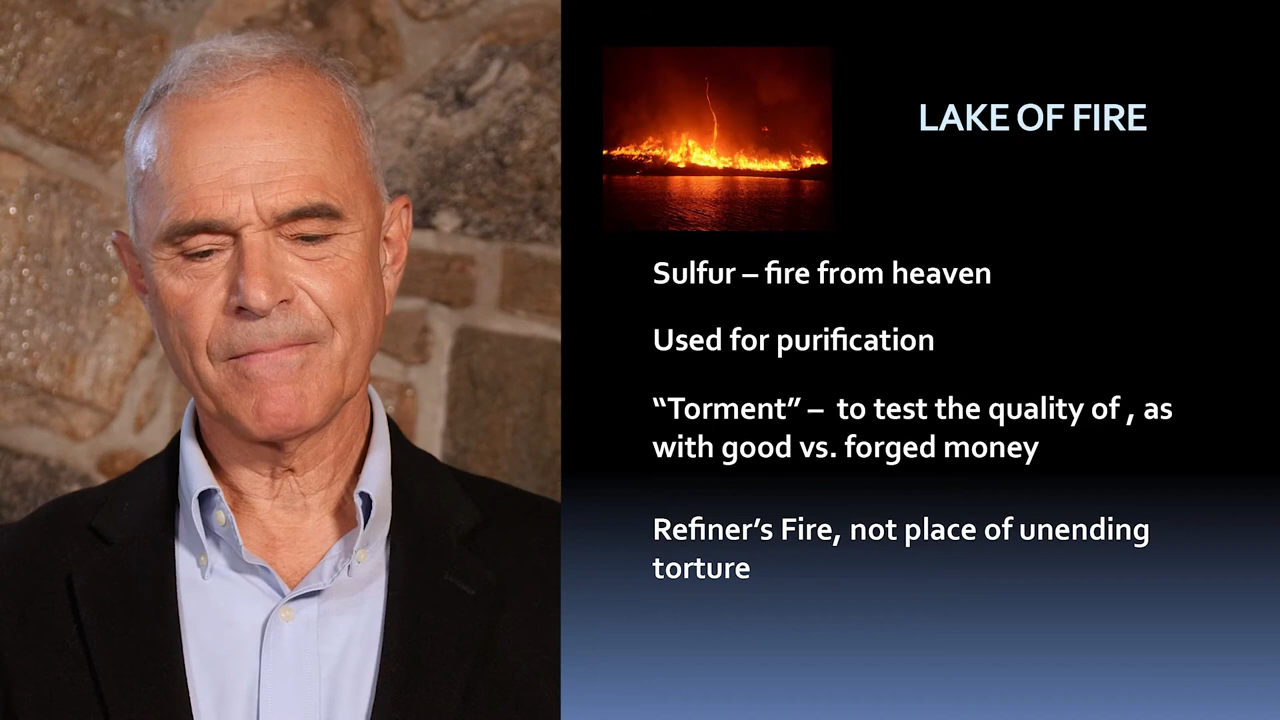 LAKE OF FIRE
Sulfur – fire from heaven
Used for purification
“Torment” –  to test the quality of , as
with good vs. forged money
Refiner’s Fire, not place of unending
torture